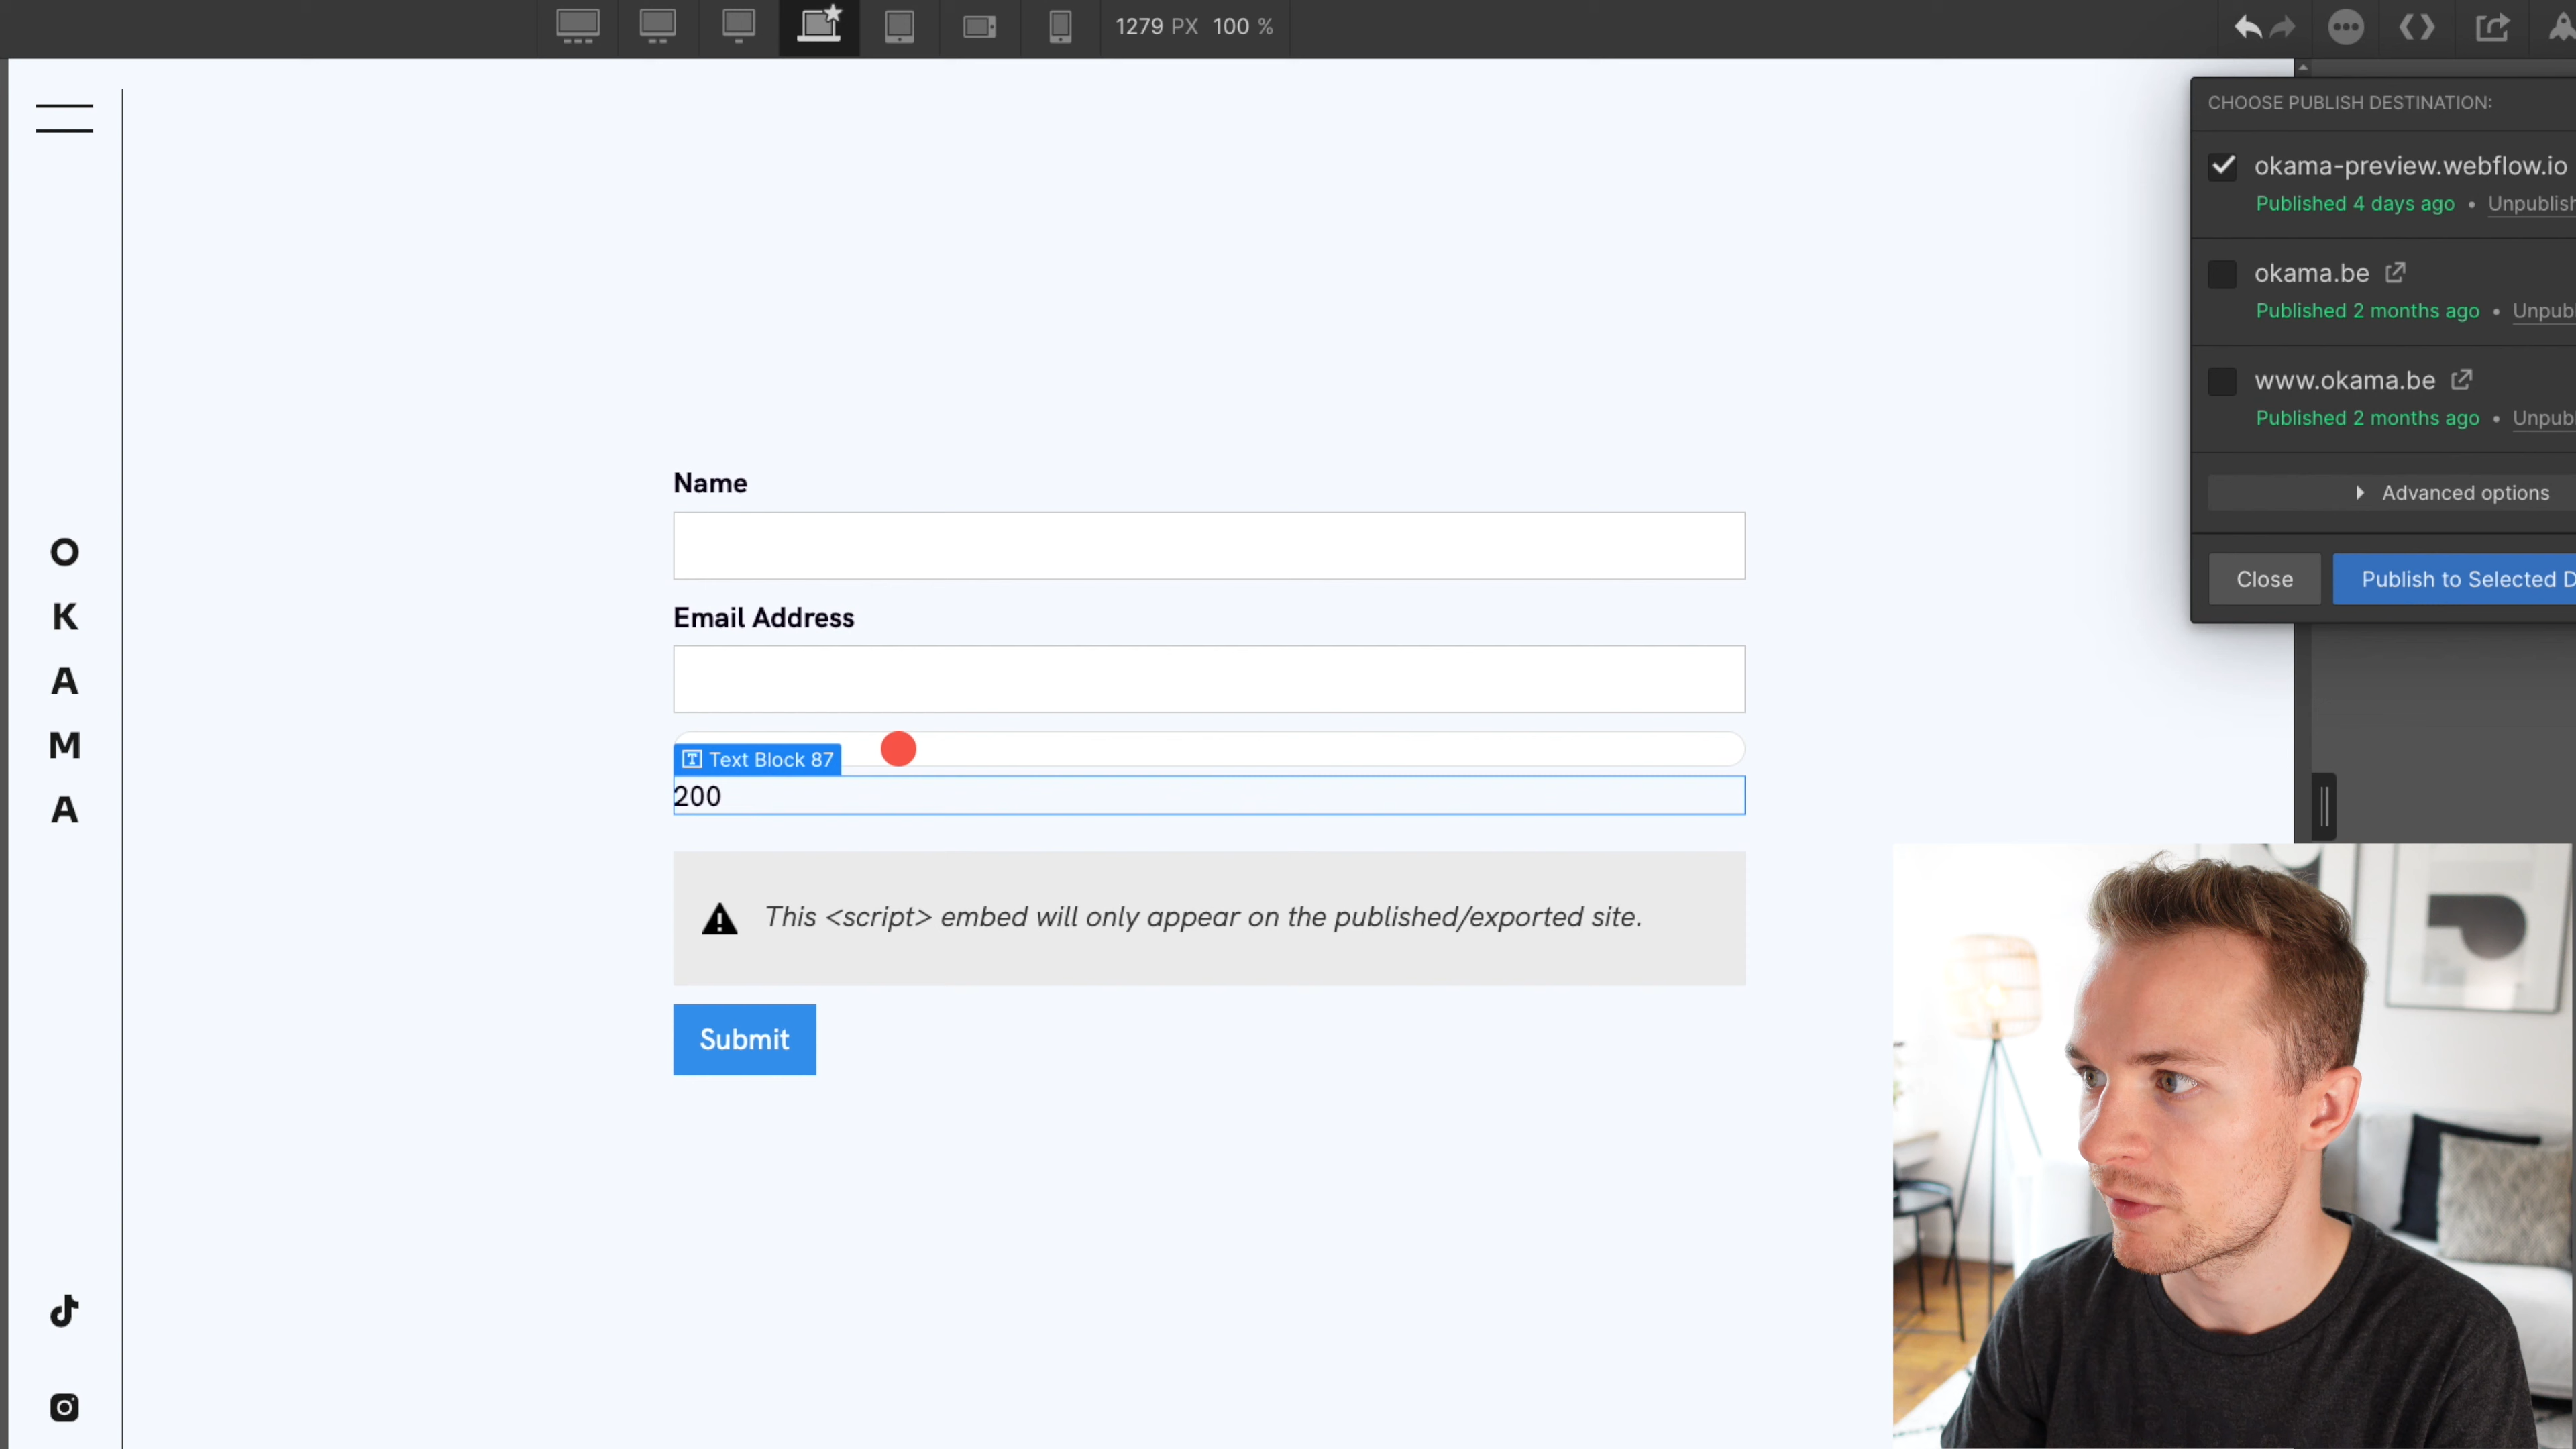 1279 PX 100 %
CHOOSE PUBLISH DESTINATION:
okama-preview.webflow.io
Published 4 days ago • Unpublish
okama.be
Published 2 months ago • Unpubl
www.okama.be
Published 2 months ago • Unpubl
Advanced options
Close
Publish to Selected D
O
K
A
M
A
Name
Email Address
Text Block 87
200
This <script> embed will only appear on the published/exported site.
Submit